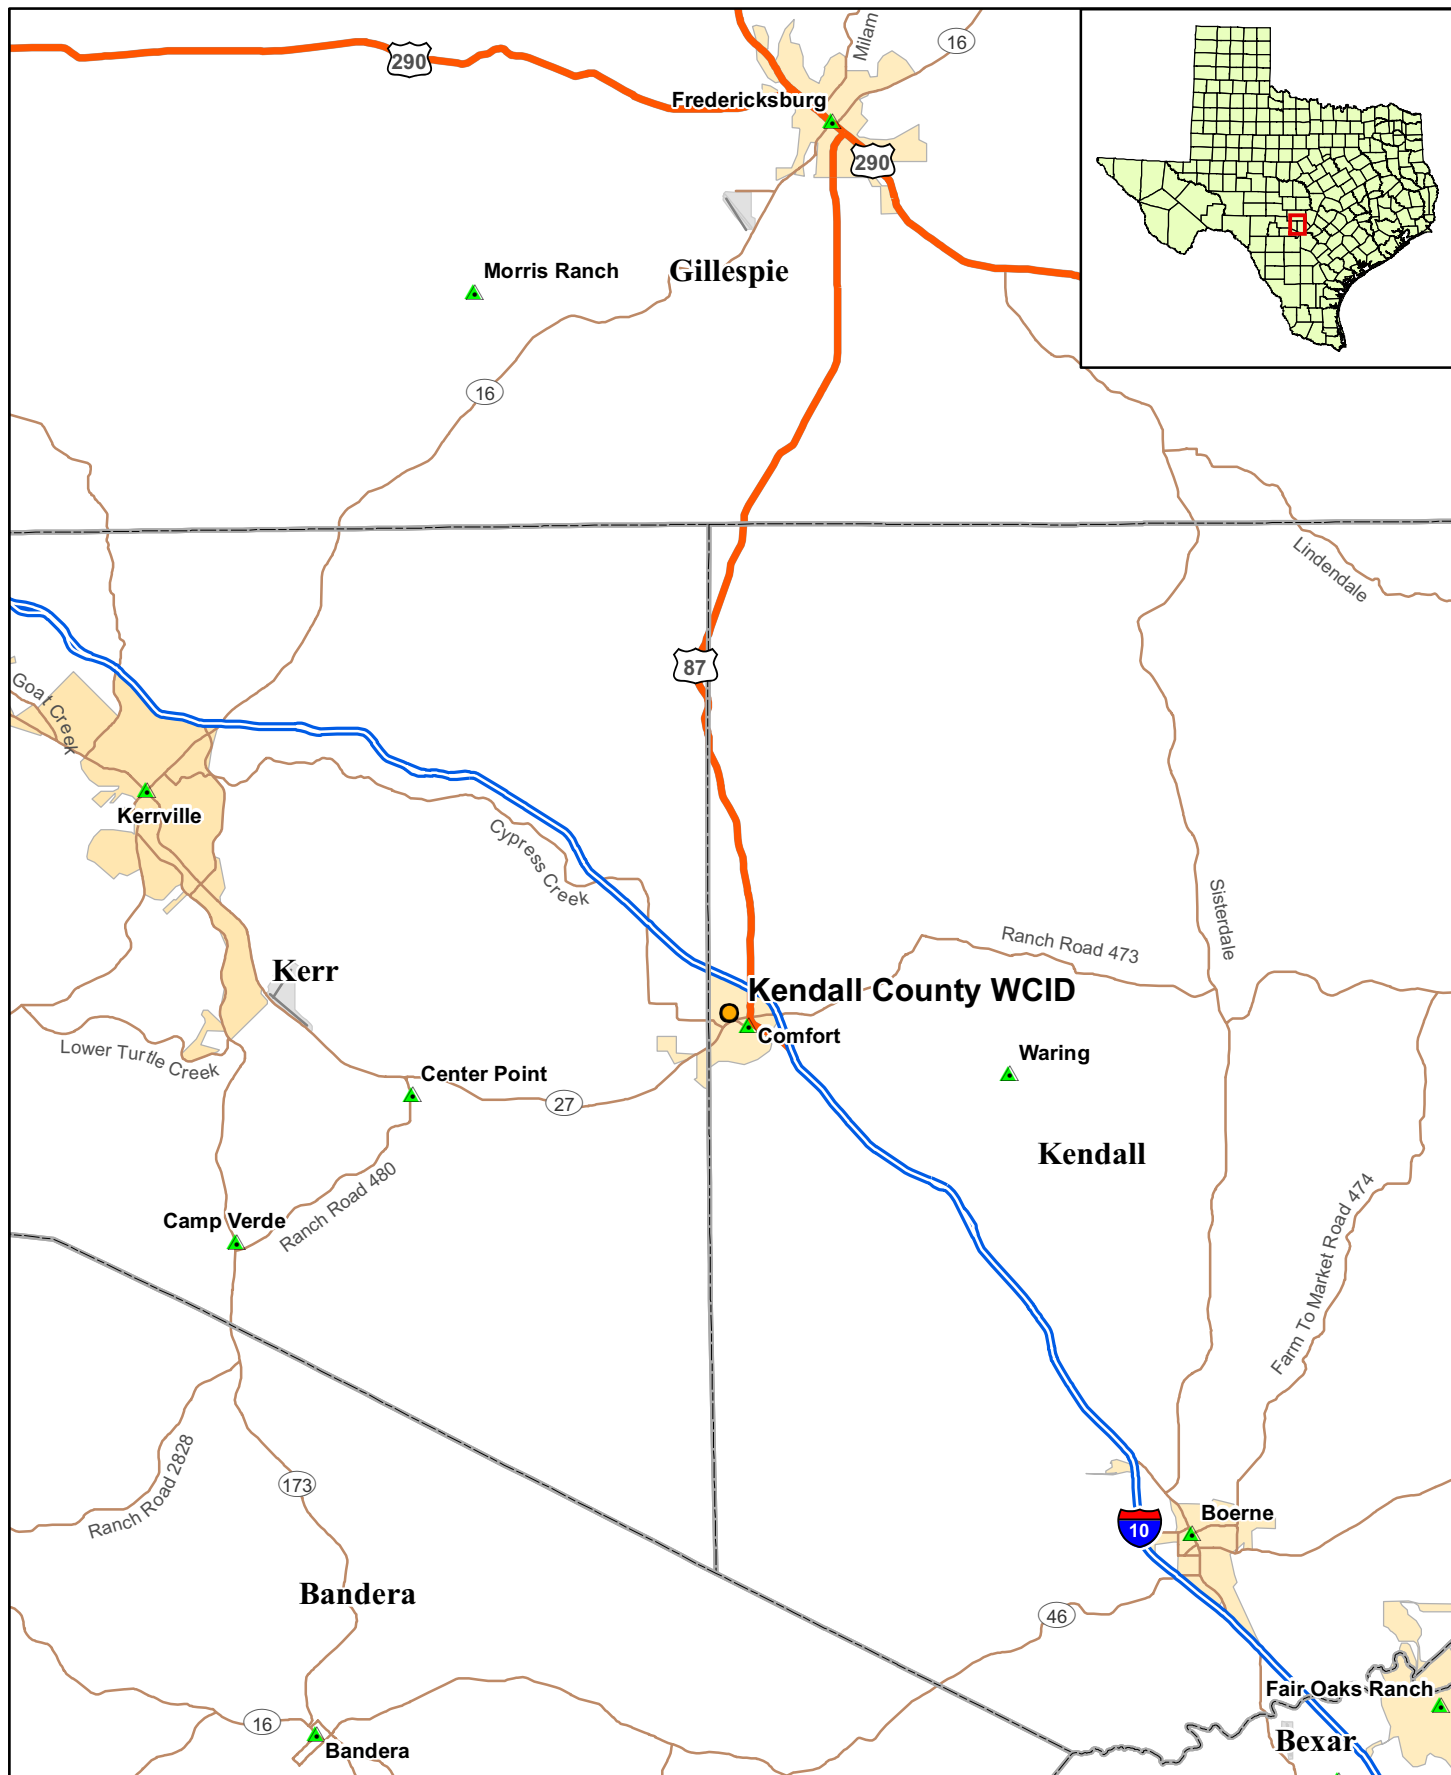 Milam
16
290
Fredericksburg
290
Morris Ranch
Gillespie
16
Lindendale
87
Goat Creek
Kerrville
Cypress Creek
Sisterdale
Ranch Road 473
Kerr
Kendall County WCID
Comfort
Lower Turtle Creek
Center Point
Waring
27
Kendall
Ranch Road 480
Camp Verde
Farm To Market Road 474
Ranch Road 2828
173
Boerne
10
Bandera
46
Fair Oaks Ranch
16
Bandera
Bexar